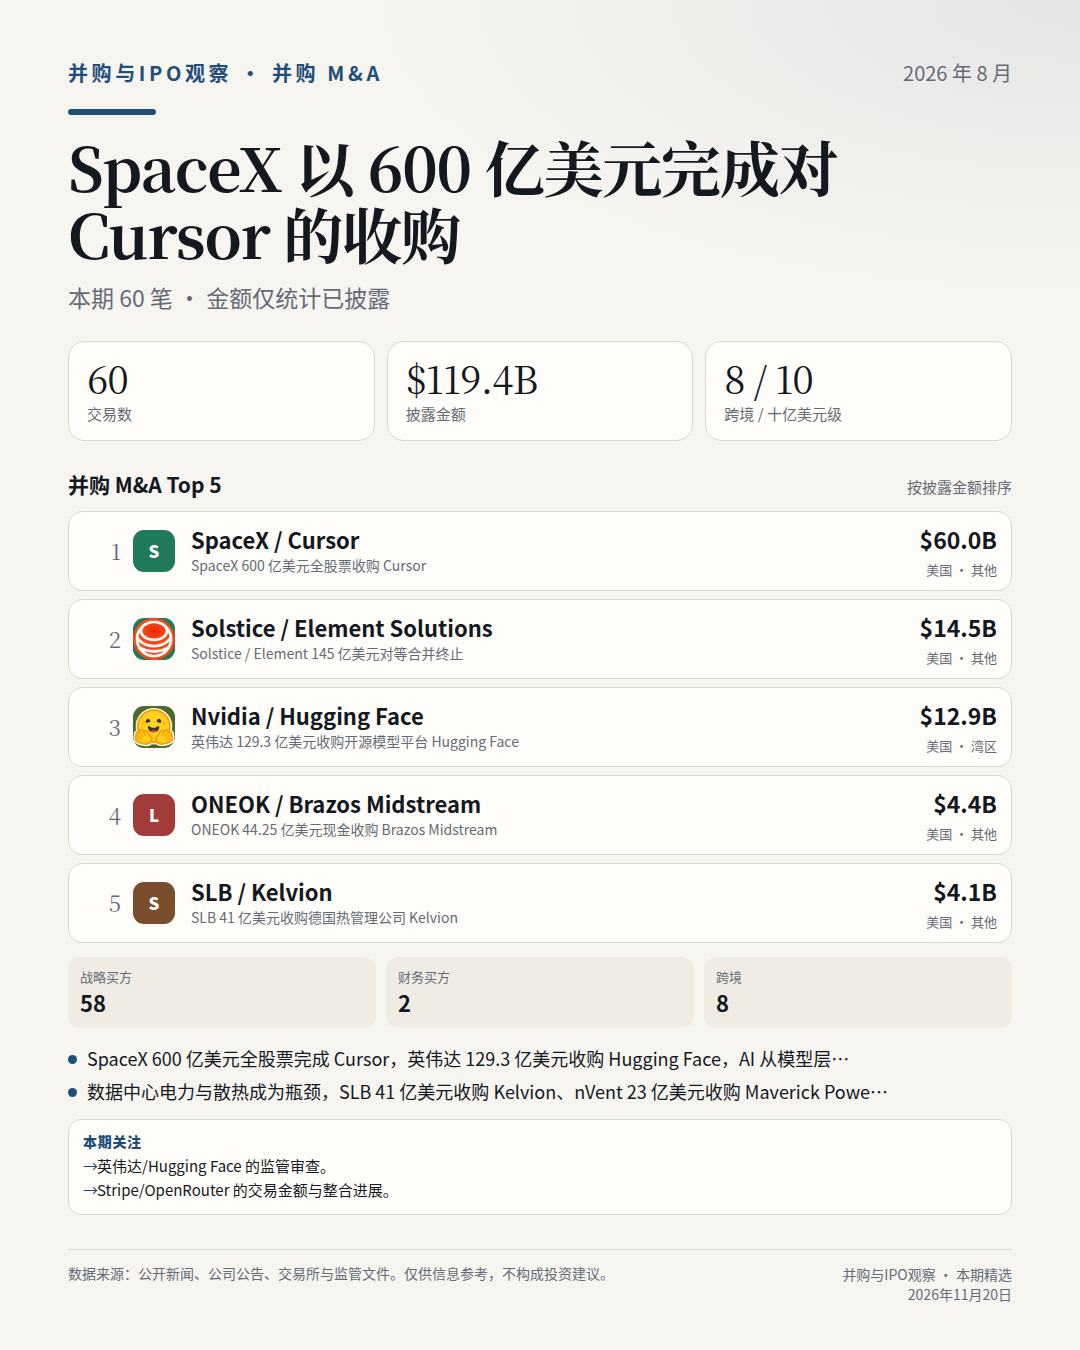 并购与IPO观察 · 并购 M&A
2026 年 8 月
SpaceX 以 600 亿美元完成对
Cursor 的收购
本期 60 笔 · 金额仅统计已披露
60
交易数
$119.4B
披露金额
8 / 10
跨境 / 十亿美元级
并购 M&A Top 5
按披露金额排序
1
S
SpaceX / Cursor
SpaceX 600 亿美元全股票收购 Cursor
$60.0B
美国 · 其他
2
Solstice / Element Solutions
Solstice / Element 145 亿美元对等合并终止
$14.5B
美国 · 其他
3
Nvidia / Hugging Face
英伟达 129.3 亿美元收购开源模型平台 Hugging Face
$12.9B
美国 · 湾区
4
L
ONEOK / Brazos Midstream
ONEOK 44.25 亿美元现金收购 Brazos Midstream
$4.4B
美国 · 其他
5
S
SLB / Kelvion
SLB 41 亿美元收购德国热管理公司 Kelvion
$4.1B
美国 · 其他
战略买方
58
财务买方
2
跨境
8
SpaceX 600 亿美元全股票完成 Cursor，英伟达 129.3 亿美元收购 Hugging Face，AI 从模型层…
数据中心电力与散热成为瓶颈，SLB 41 亿美元收购 Kelvion、nVent 23 亿美元收购 Maverick Powe…
本期关注
→英伟达/Hugging Face 的监管审查。
→Stripe/OpenRouter 的交易金额与整合进展。
数据来源：公开新闻、公司公告、交易所与监管文件。仅供信息参考，不构成投资建议。
并购与IPO观察 · 本期精选
2026年11月20日